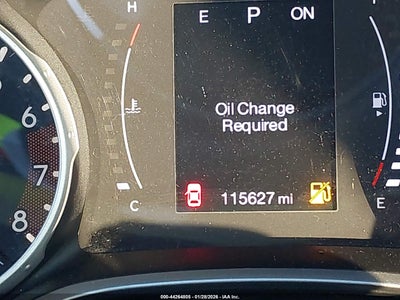 H
E P ON
F
6
Oil Change
Required
7
8
115627 mi
C
E
000-44264805 | 01/28/2026 - IAA Inc.